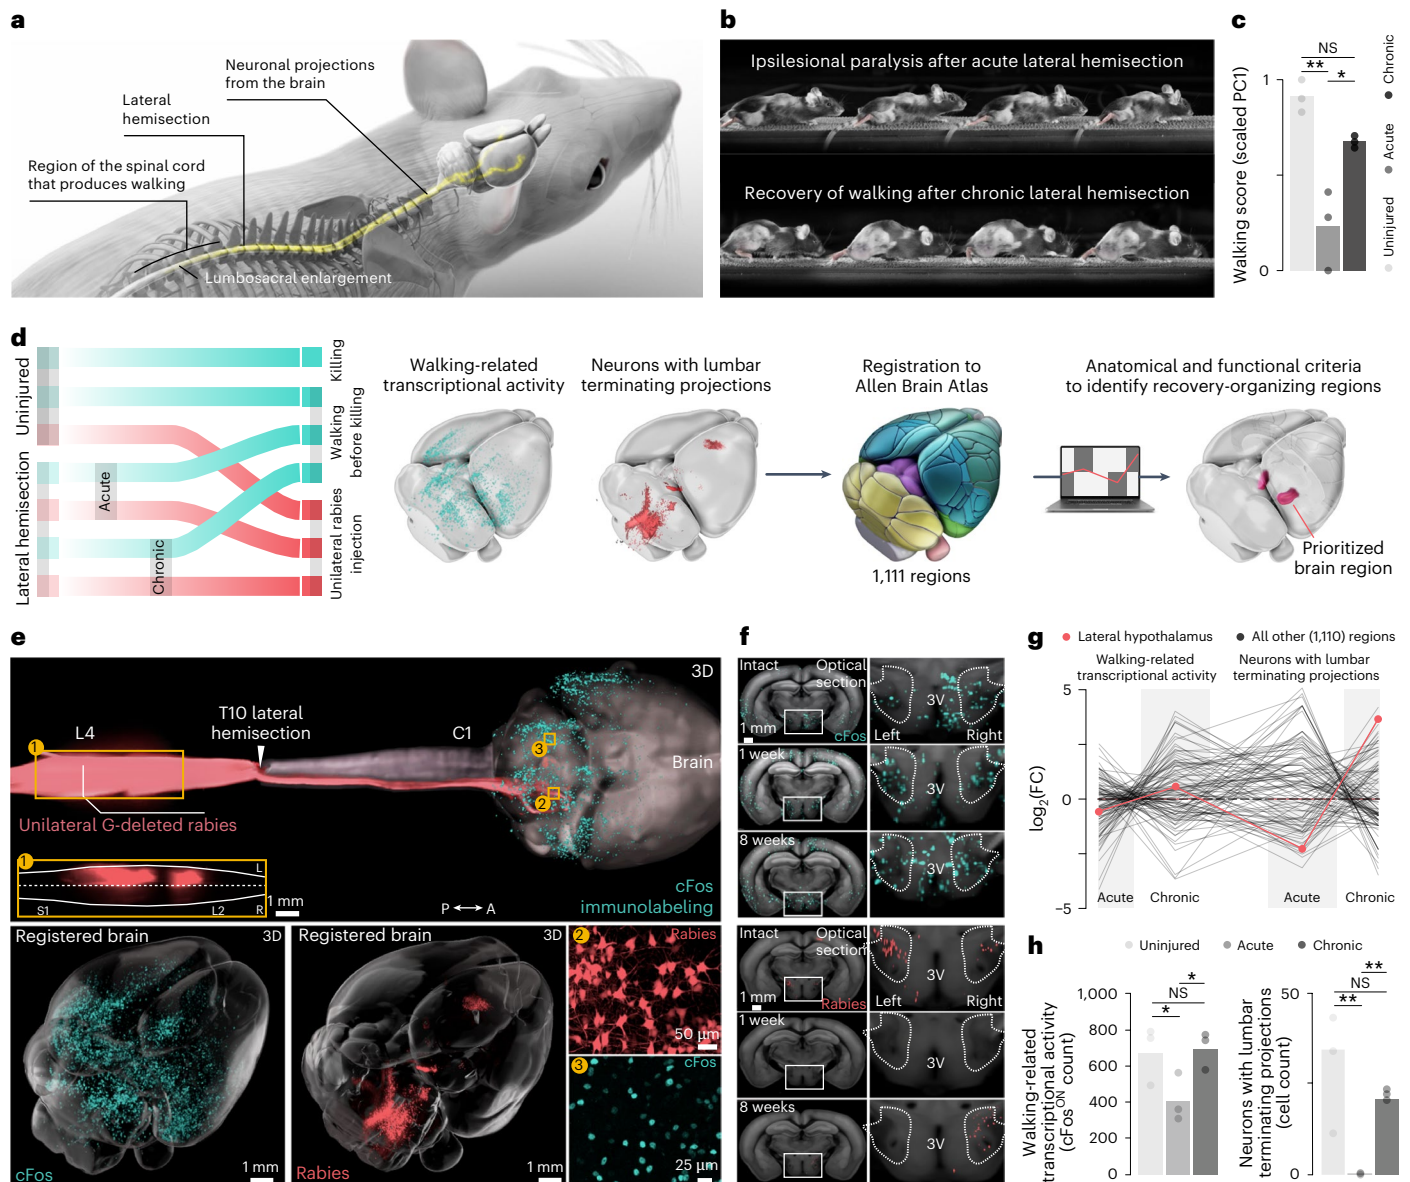 a
Neuronal projections
from the brain
Lateral
hemisection
Region of the spinal cord
that produces walking
Lumbosacral enlargement
b
Ipsilesional paralysis after acute lateral hemisection
Recovery of walking after chronic lateral hemisection
c
NS
**
*
1
0
Walking score (scaled PC1)
Uninjured
Acute
Chronic
d
Uninjured
Lateral hemisection
Acute
Chronic
Killing
Walking
before killing
Unilateral rabies
injection
Walking-related
transcriptional activity
Neurons with lumbar
terminating projections
Registration to
Allen Brain Atlas
1,111 regions
Anatomical and functional criteria
to identify recovery-organizing regions
Prioritized
brain region
e
3D
T10 lateral
hemisection
L4
C1
1
3
2
Brain
Unilateral G-deleted rabies
1
L
S1
L2
R
1 mm
P
A
cFos
immunolabeling
Registered brain
3D
cFos
1 mm
Registered brain
3D
Rabies
1 mm
2
Rabies
50 µm
3
cFos
25 µm
f
Intact
Optical
section
3V
1 mm
cFos
Left
Right
1 week
3V
8 weeks
3V
Intact
Optical
section
3V
1 mm
Rabies
Left
Right
1 week
3V
8 weeks
3V
g
Lateral hypothalamus
All other (1,110) regions
Walking-related
transcriptional activity
Neurons with lumbar
terminating projections
5
0
−5
log2(FC)
Acute
Chronic
Acute
Chronic
h
Uninjured
Acute
Chronic
Walking-related
transcriptional activity
(cFosON count)
1,000
800
600
400
200
0
*
NS
*
Neurons with lumbar
terminating projections
(cell count)
50
0
**
NS
**